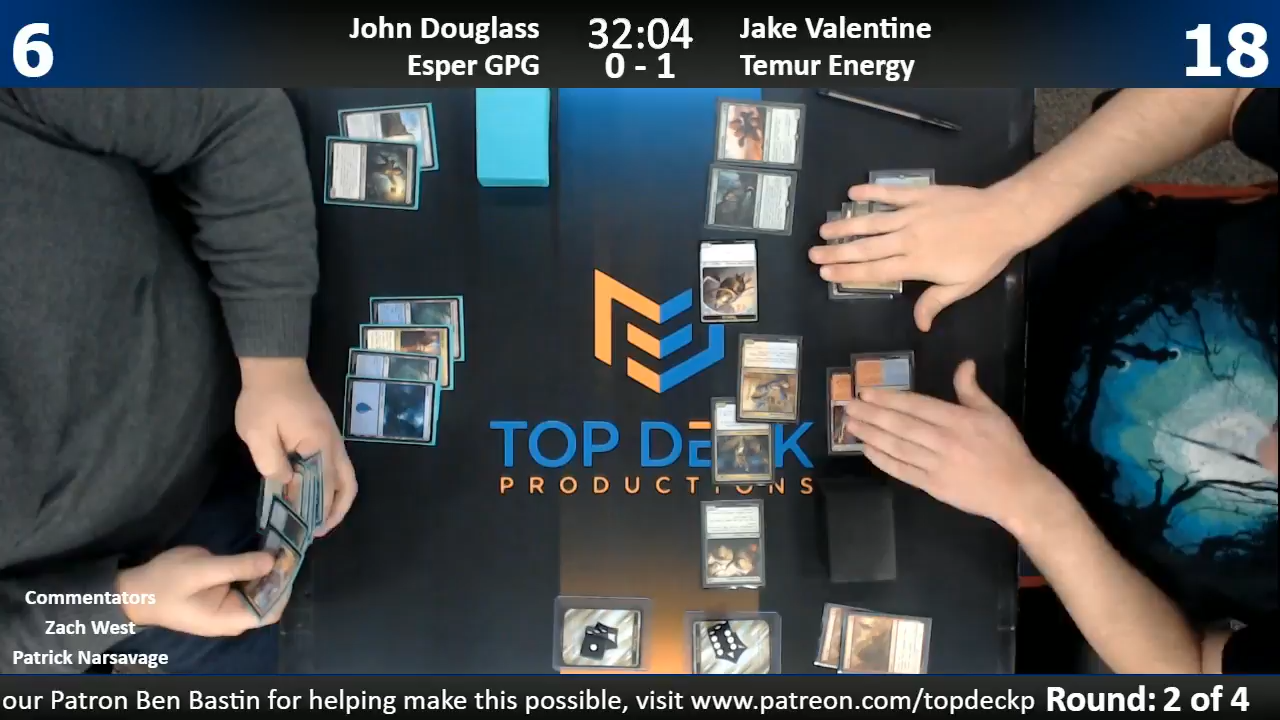 6
John Douglass
Esper GPG
32:04
0 - 1
Jake Valentine
Temur Energy
18
TOP DECK
PRODUCTIONS
Commentators
Zach West
Patrick Narsavage
our Patron Ben Bastin for helping make this possible, visit www.patreon.com/topdeckp
Round: 2 of 4